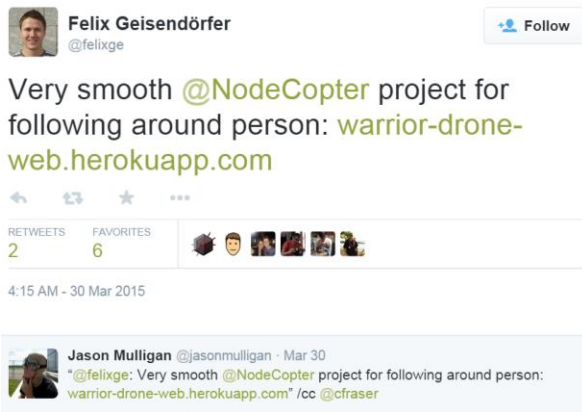 Felix Geisendörfer
@felixge
Follow
Very smooth @NodeCopter project for
following around person: warrior-drone-
web.herokuapp.com
RETWEETS FAVORITES
2 6
4:15 AM - 30 Mar 2015
Jason Mulligan @jasonmulligan · Mar 30
"@felixge: Very smooth @NodeCopter project for following around person:
warrior-drone-web.herokuapp.com" /cc @cfraser